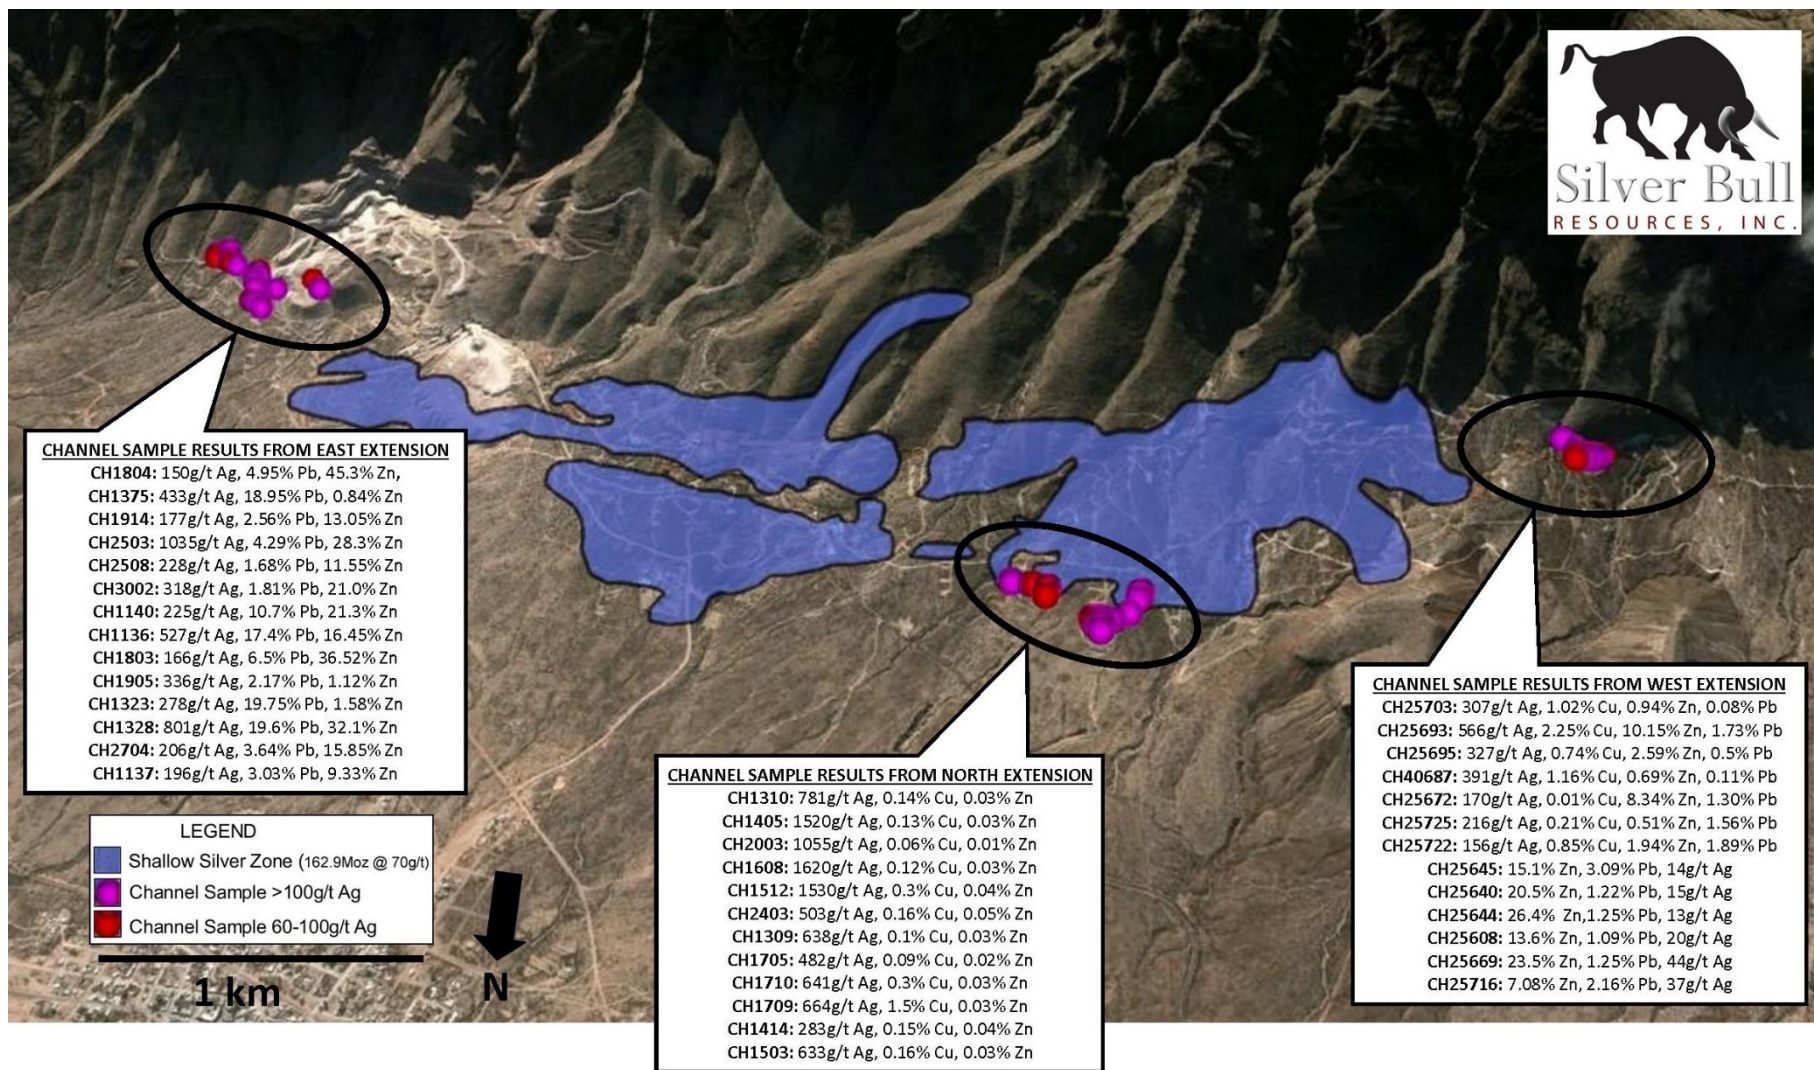 Silver Bull
RESOURCES, INC.
CHANNEL SAMPLE RESULTS FROM EAST EXTENSION
CH1804: 150g/t Ag, 4.95% Pb, 45.3% Zn,
CH1375: 433g/t Ag, 18.95% Pb, 0.84% Zn
CH1914: 177g/t Ag, 2.56% Pb, 13.05% Zn
CH2503: 1035g/t Ag, 4.29% Pb, 28.3% Zn
CH2508: 228g/t Ag, 1.68% Pb, 11.55% Zn
CH3002: 318g/t Ag, 1.81% Pb, 21.0% Zn
CH1140: 225g/t Ag, 10.7% Pb, 21.3% Zn
CH1136: 527g/t Ag, 17.4% Pb, 16.45% Zn
CH1803: 166g/t Ag, 6.5% Pb, 36.52% Zn
CH1905: 336g/t Ag, 2.17% Pb, 1.12% Zn
CH1323: 278g/t Ag, 19.75% Pb, 1.58% Zn
CH1328: 801g/t Ag, 19.6% Pb, 32.1% Zn
CH2704: 206g/t Ag, 3.64% Pb, 15.85% Zn
CH1137: 196g/t Ag, 3.03% Pb, 9.33% Zn
CHANNEL SAMPLE RESULTS FROM NORTH EXTENSION
CH1310: 781g/t Ag, 0.14% Cu, 0.03% Zn
CH1405: 1520g/t Ag, 0.13% Cu, 0.03% Zn
CH2003: 1055g/t Ag, 0.06% Cu, 0.01% Zn
CH1608: 1620g/t Ag, 0.12% Cu, 0.03% Zn
CH1512: 1530g/t Ag, 0.3% Cu, 0.04% Zn
CH2403: 503g/t Ag, 0.16% Cu, 0.05% Zn
CH1309: 638g/t Ag, 0.1% Cu, 0.03% Zn
CH1705: 482g/t Ag, 0.09% Cu, 0.02% Zn
CH1710: 641g/t Ag, 0.3% Cu, 0.03% Zn
CH1709: 664g/t Ag, 1.5% Cu, 0.03% Zn
CH1414: 283g/t Ag, 0.15% Cu, 0.04% Zn
CH1503: 633g/t Ag, 0.16% Cu, 0.03% Zn
CHANNEL SAMPLE RESULTS FROM WEST EXTENSION
CH25703: 307g/t Ag, 1.02% Cu, 0.94% Zn, 0.08% Pb
CH25693: 566g/t Ag, 2.25% Cu, 10.15% Zn, 1.73% Pb
CH25695: 327g/t Ag, 0.74% Cu, 2.59% Zn, 0.5% Pb
CH40687: 391g/t Ag, 1.16% Cu, 0.69% Zn, 0.11% Pb
CH25672: 170g/t Ag, 0.01% Cu, 8.34% Zn, 1.30% Pb
CH25725: 216g/t Ag, 0.21% Cu, 0.51% Zn, 1.56% Pb
CH25722: 156g/t Ag, 0.85% Cu, 1.94% Zn, 1.89% Pb
CH25645: 15.1% Zn, 3.09% Pb, 14g/t Ag
CH25640: 20.5% Zn, 1.22% Pb, 15g/t Ag
CH25644: 26.4% Zn,1.25% Pb, 13g/t Ag
CH25608: 13.6% Zn, 1.09% Pb, 20g/t Ag
CH25669: 23.5% Zn, 1.25% Pb, 44g/t Ag
CH25716: 7.08% Zn, 2.16% Pb, 37g/t Ag
LEGEND
Shallow Silver Zone (162.9Moz @ 70g/t)
Channel Sample >100g/t Ag
Channel Sample 60-100g/t Ag
1 km
N